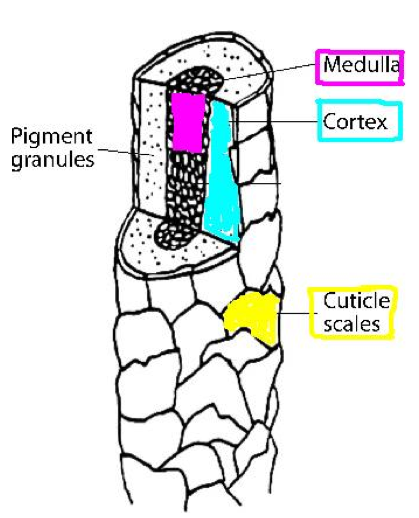 Medulla
Cortex
Pigment
granules
Cuticle
scales